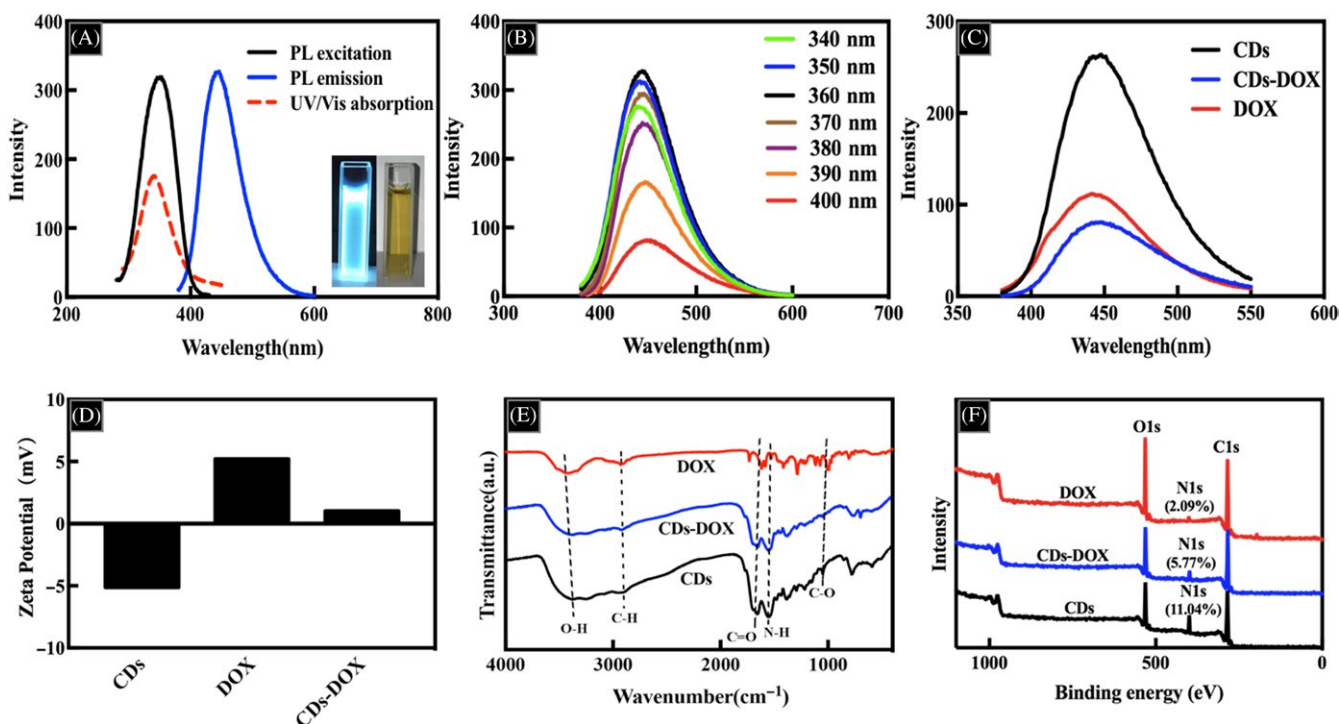 (A)
400
300
200
100
0
Intensity
PL excitation
PL emission
UV/Vis absorption
200
400
600
800
Wavelength(nm)
(B)
400
300
200
100
0
Intensity
340 nm
350 nm
360 nm
370 nm
380 nm
390 nm
400 nm
300
400
500
600
700
Wavelength(nm)
(C)
300
200
100
0
Intensity
CDs
CDs-DOX
DOX
350
400
450
500
550
600
Wavelength(nm)
(D)
10
5
0
−5
−10
Zeta Potential (mV)
CDs
DOX
CDs-DOX
(E)
Transmittance(a.u.)
DOX
CDs-DOX
CDs
O-H
C-H
C=O
N-H
C-O
4000
3000
2000
1000
Wavenumber(cm⁻¹)
(F)
Intensity
O1s
C1s
DOX
N1s
(2.09%)
CDs-DOX
N1s
(5.77%)
CDs
N1s
(11.04%)
1000
500
0
Binding energy (eV)